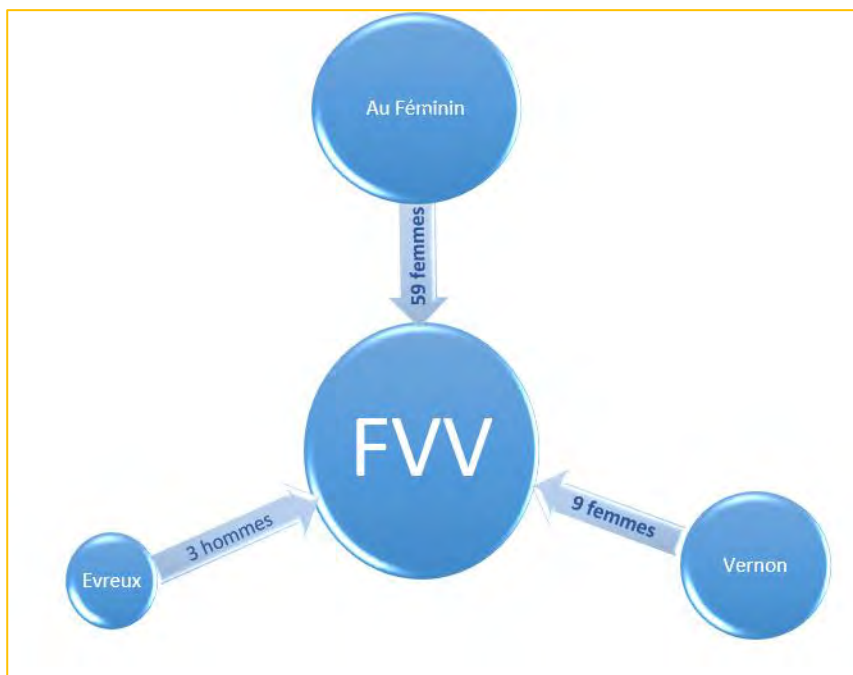 Au Féminin
59 femmes
FVV
3 hommes
9 femmes
Evreux
Vernon